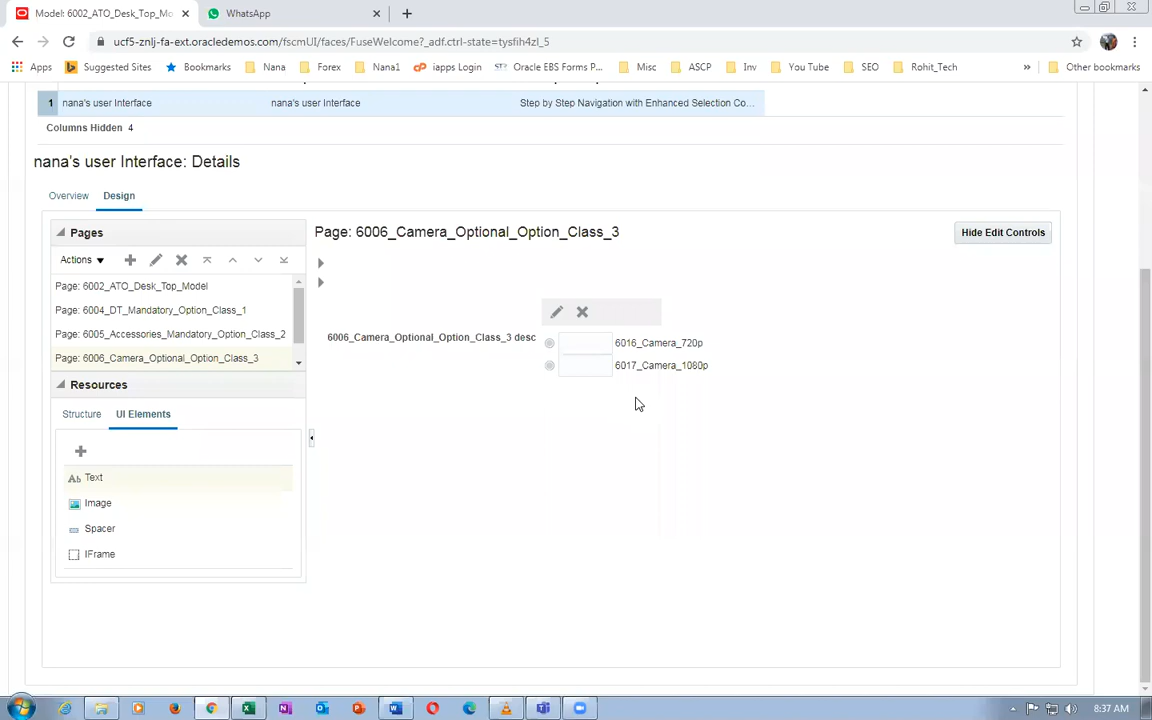 Model: 6002_ATO_Desk_Top_Mo
WhatsApp
ucf5-znlj-fa-ext.oracledemos.com/fscmUI/faces/FuseWelcome?_adf.ctrl-state=tysfih4zl_5
Apps Suggested Sites Bookmarks Nana Forex Nana1 iapps Login Oracle EBS Forms P... Misc ASCP Inv You Tube SEO Rohit_Tech » Other bookmarks
1 nana's user Interface nana's user Interface Step by Step Navigation with Enhanced Selection Co...
Columns Hidden 4
nana's user Interface: Details
Overview Design
Pages
Page: 6006_Camera_Optional_Option_Class_3
Hide Edit Controls
Actions
Page: 6002_ATO_Desk_Top_Model
Page: 6004_DT_Mandatory_Option_Class_1
Page: 6005_Accessories_Mandatory_Option_Class_2
Page: 6006_Camera_Optional_Option_Class_3
6006_Camera_Optional_Option_Class_3 desc
6016_Camera_720p
6017_Camera_1080p
Resources
Structure UI Elements
Ab Text
Image
Spacer
IFrame
8:37 AM